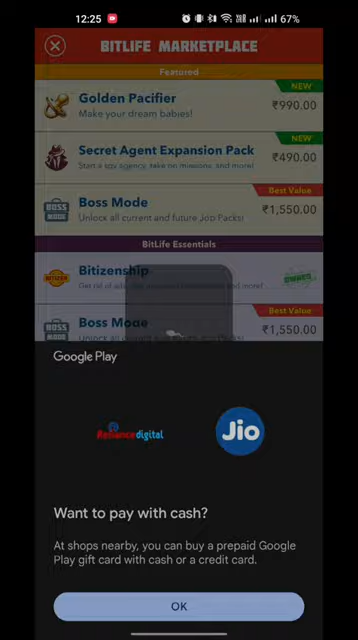 12:25
67%
BITLIFE MARKETPLACE
Featured
NEW
Golden Pacifier
₹990.00
Make your dream babies!
NEW
Secret Agent Expansion Pack
₹490.00
Start a spy agency, take on missions, and more!
Best Value
Boss Mode
₹1,550.00
Unlock all current and future Job Packs!
BOSS
MODE
BitLife Essentials
Bitizenship
Get rid of ads,
and more!
Best Value
Boss Mode
₹1,550.00
BOSS
MODE
Google Play
Reliance digital
Jio
Want to pay with cash?
At shops nearby, you can buy a prepaid Google
Play gift card with cash or a credit card.
OK